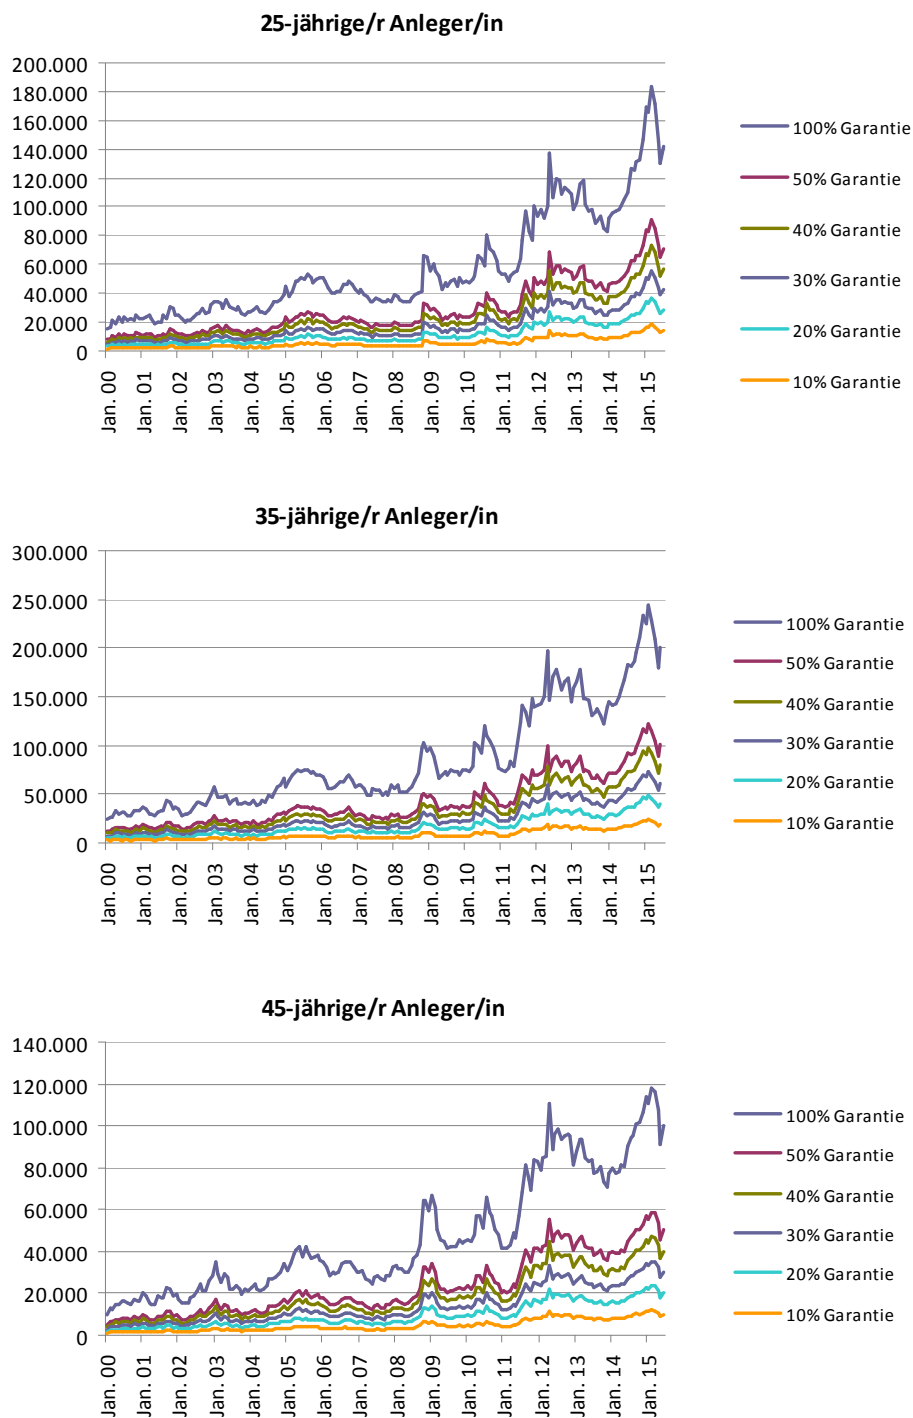 25-jährige/r Anleger/in
200.000
180.000
160.000
140.000
120.000
100.000
80.000
60.000
40.000
20.000
0
Jan. 00
Jan. 01
Jan. 02
Jan. 03
Jan. 04
Jan. 05
Jan. 06
Jan. 07
Jan. 08
Jan. 09
Jan. 10
Jan. 11
Jan. 12
Jan. 13
Jan. 14
Jan. 15
100% Garantie
50% Garantie
40% Garantie
30% Garantie
20% Garantie
10% Garantie
35-jährige/r Anleger/in
300.000
250.000
200.000
150.000
100.000
50.000
0
Jan. 00
Jan. 01
Jan. 02
Jan. 03
Jan. 04
Jan. 05
Jan. 06
Jan. 07
Jan. 08
Jan. 09
Jan. 10
Jan. 11
Jan. 12
Jan. 13
Jan. 14
Jan. 15
100% Garantie
50% Garantie
40% Garantie
30% Garantie
20% Garantie
10% Garantie
45-jährige/r Anleger/in
140.000
120.000
100.000
80.000
60.000
40.000
20.000
0
Jan. 00
Jan. 01
Jan. 02
Jan. 03
Jan. 04
Jan. 05
Jan. 06
Jan. 07
Jan. 08
Jan. 09
Jan. 10
Jan. 11
Jan. 12
Jan. 13
Jan. 14
Jan. 15
100% Garantie
50% Garantie
40% Garantie
30% Garantie
20% Garantie
10% Garantie